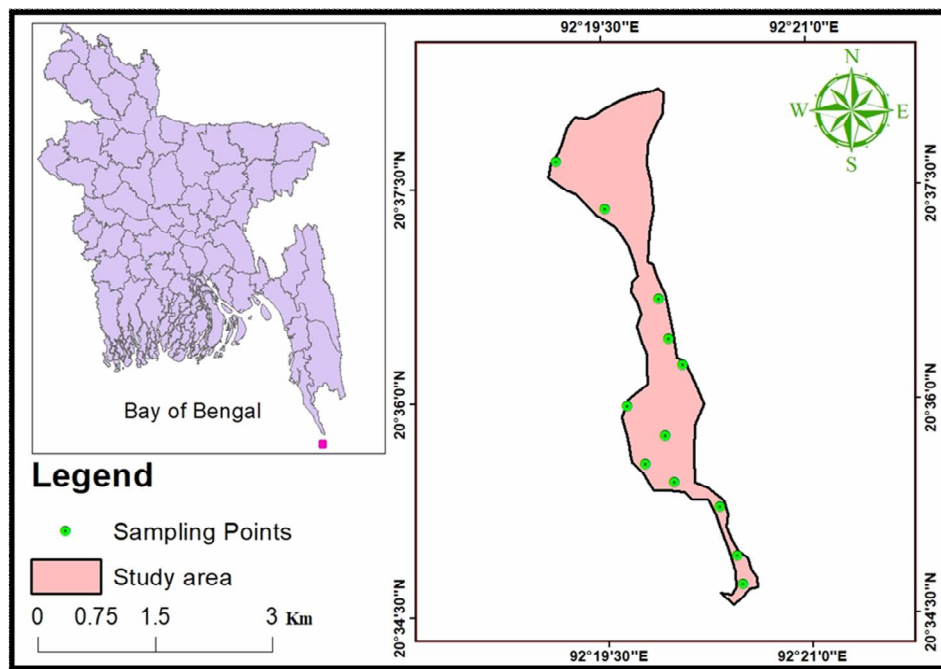 92°19'30"E 92°21'0"E
N
W E
S
20°37'30"N 20°37'30"N
Bay of Bengal
20°36'0"N 20°36'0"N
Legend
Sampling Points
Study area
0 0.75 1.5 3 Km
20°34'30"N 20°34'30"N
92°19'30"E 92°21'0"E